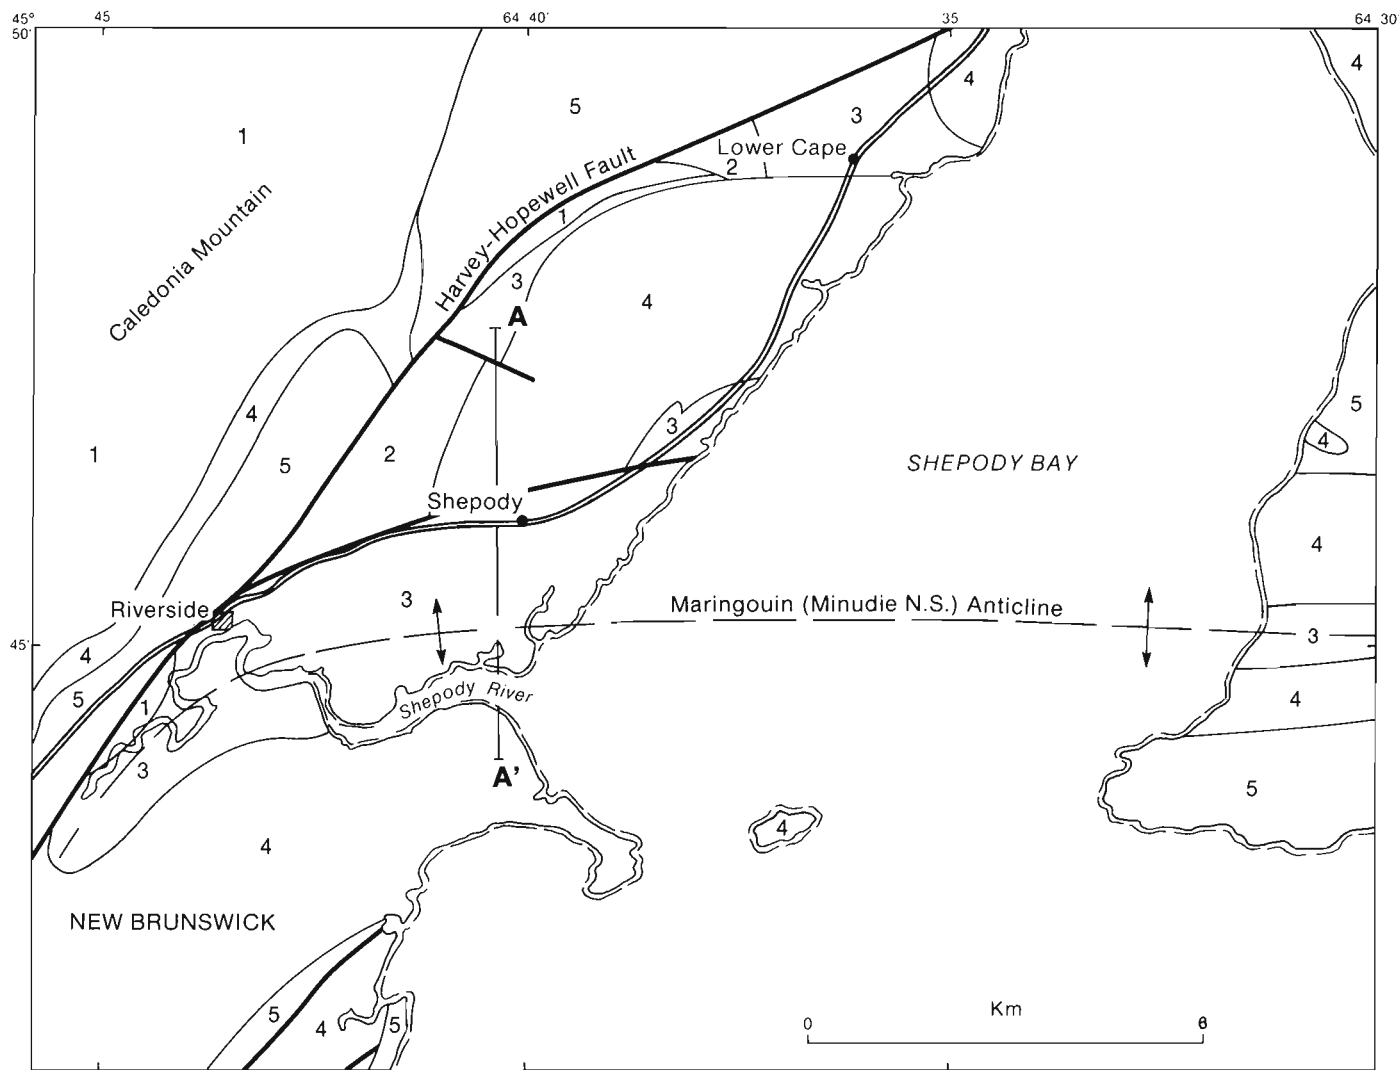 45° 45 64 40' 35 64 30'
50'
4
5
4
1
3
Lower Cape
2
Harvey-Hopewell Fault
1
Caledonia Mountain
3
A
4
5
4
3
4
1
5
2
SHEPODY BAY
Shepody
4
Riverside
3
Maringouin (Minudie N.S.) Anticline
3
45'
4
5
1
Shepody River
4
3
A'
5
4
4
NEW BRUNSWICK
Km
5
4
5
0